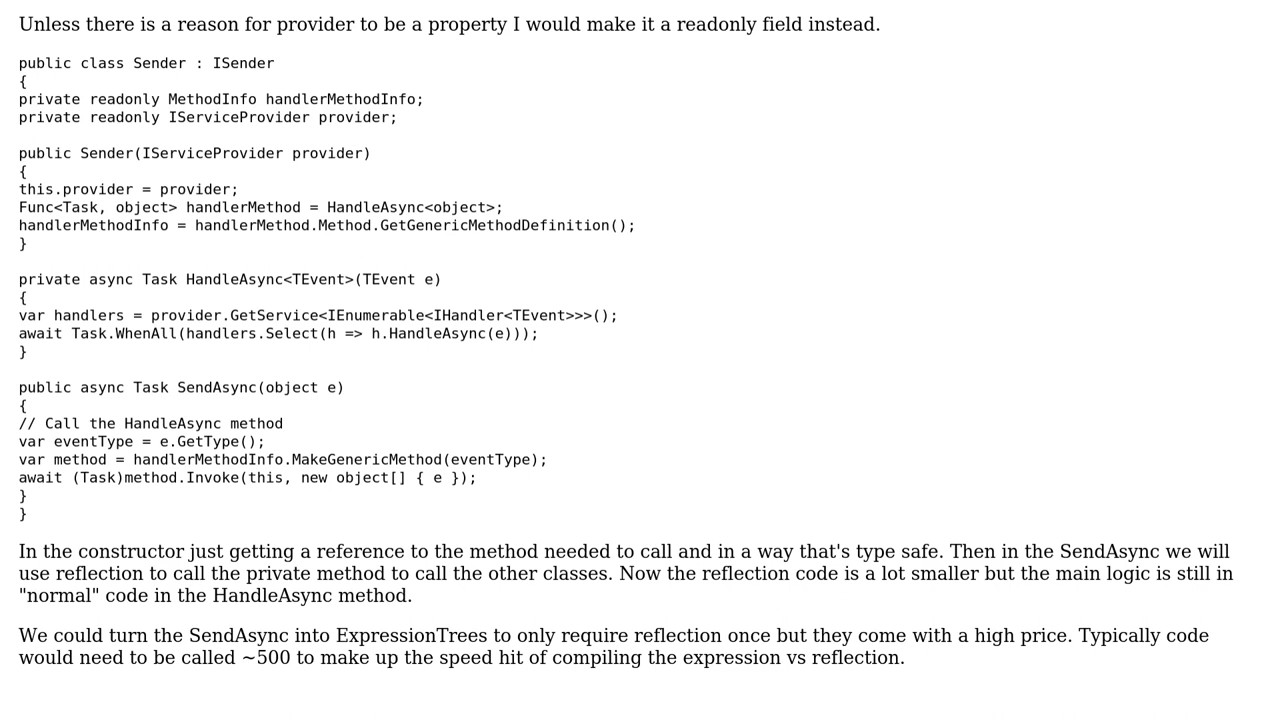 Unless there is a reason for provider to be a property I would make it a readonly field instead.
public class Sender : ISender
{
private readonly MethodInfo handlerMethodInfo;
private readonly IServiceProvider provider;
public Sender(IServiceProvider provider)
{
this.provider = provider;
Func<Task, object> handlerMethod = HandleAsync<object>;
handlerMethodInfo = handlerMethod.Method.GetGenericMethodDefinition();
}
private async Task HandleAsync<TEvent>(TEvent e)
{
var handlers = provider.GetService<IEnumerable<IHandler<TEvent>>>();
await Task.WhenAll(handlers.Select(h => h.HandleAsync(e)));
}
public async Task SendAsync(object e)
{
// Call the HandleAsync method
var eventType = e.GetType();
var method = handlerMethodInfo.MakeGenericMethod(eventType);
await (Task)method.Invoke(this, new object[] { e });
}
}
In the constructor just getting a reference to the method needed to call and in a way that's type safe. Then in the SendAsync we will
use reflection to call the private method to call the other classes. Now the reflection code is a lot smaller but the main logic is still in
"normal" code in the HandleAsync method.
We could turn the SendAsync into ExpressionTrees to only require reflection once but they come with a high price. Typically code
would need to be called ~500 to make up the speed hit of compiling the expression vs reflection.